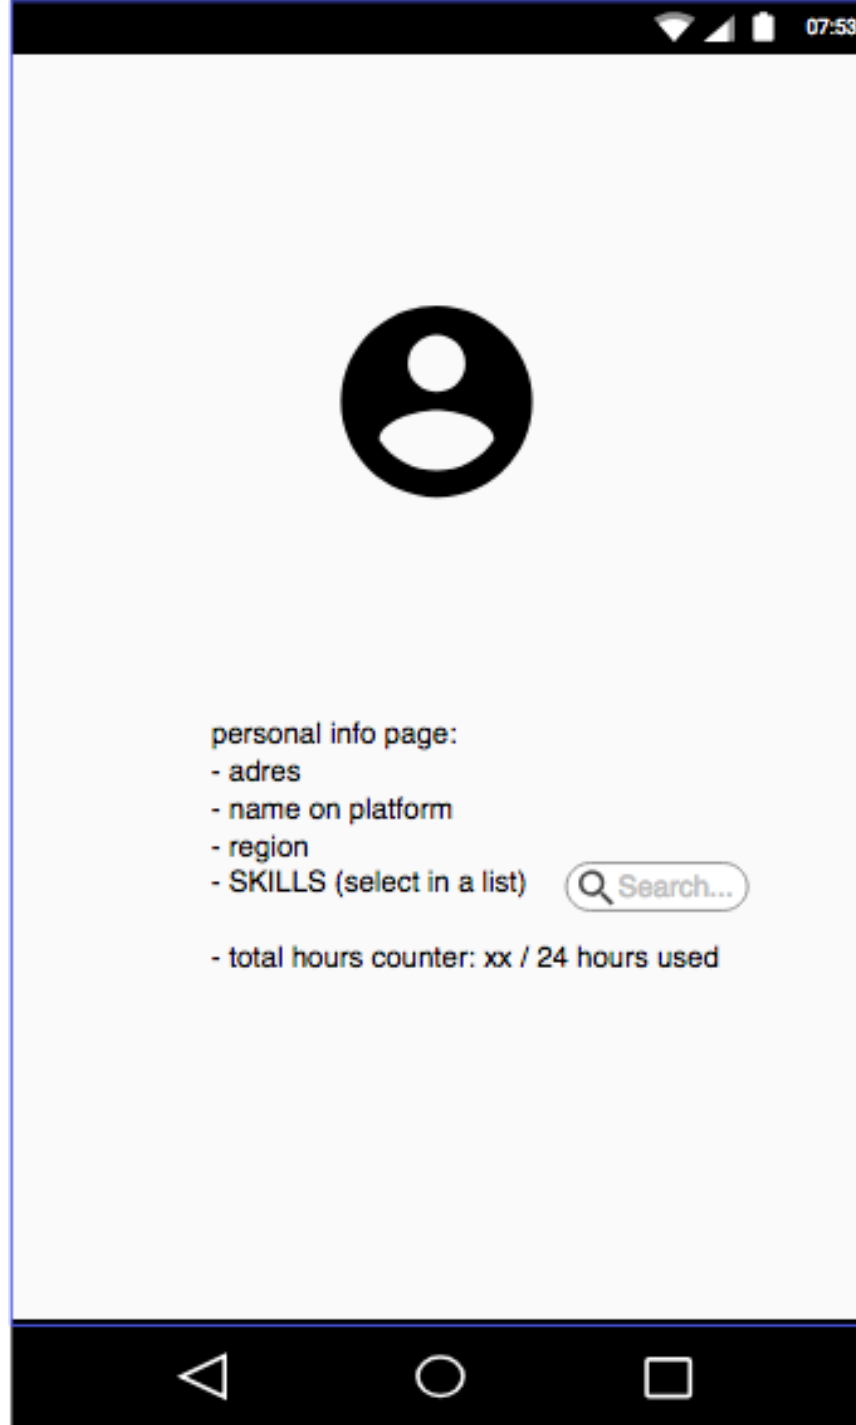 07:53
personal info page:
- adres
- name on platform
- region
- SKILLS (select in a list)
Search...
- total hours counter: xx / 24 hours used